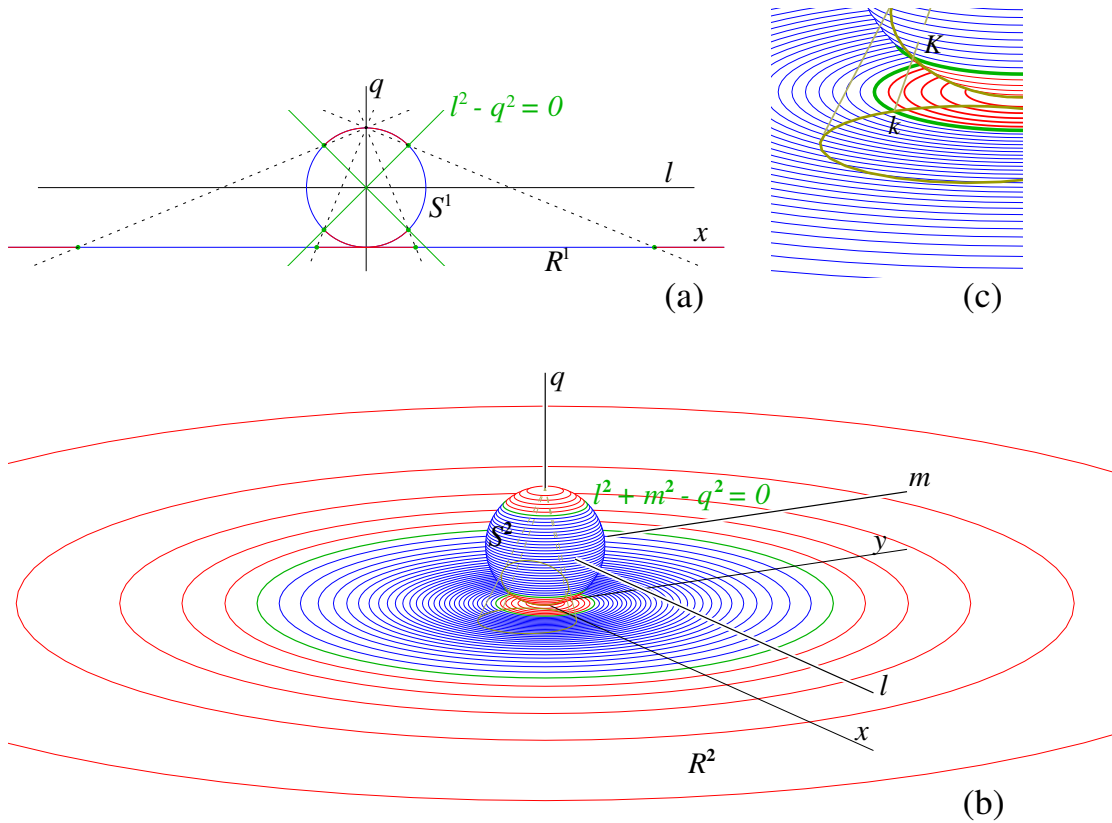 q
l² - q² = 0
l
S¹
x
R¹
(a)
K
k
(c)
q
m
l² + m² - q² = 0
S²
y
l
x
R²
(b)